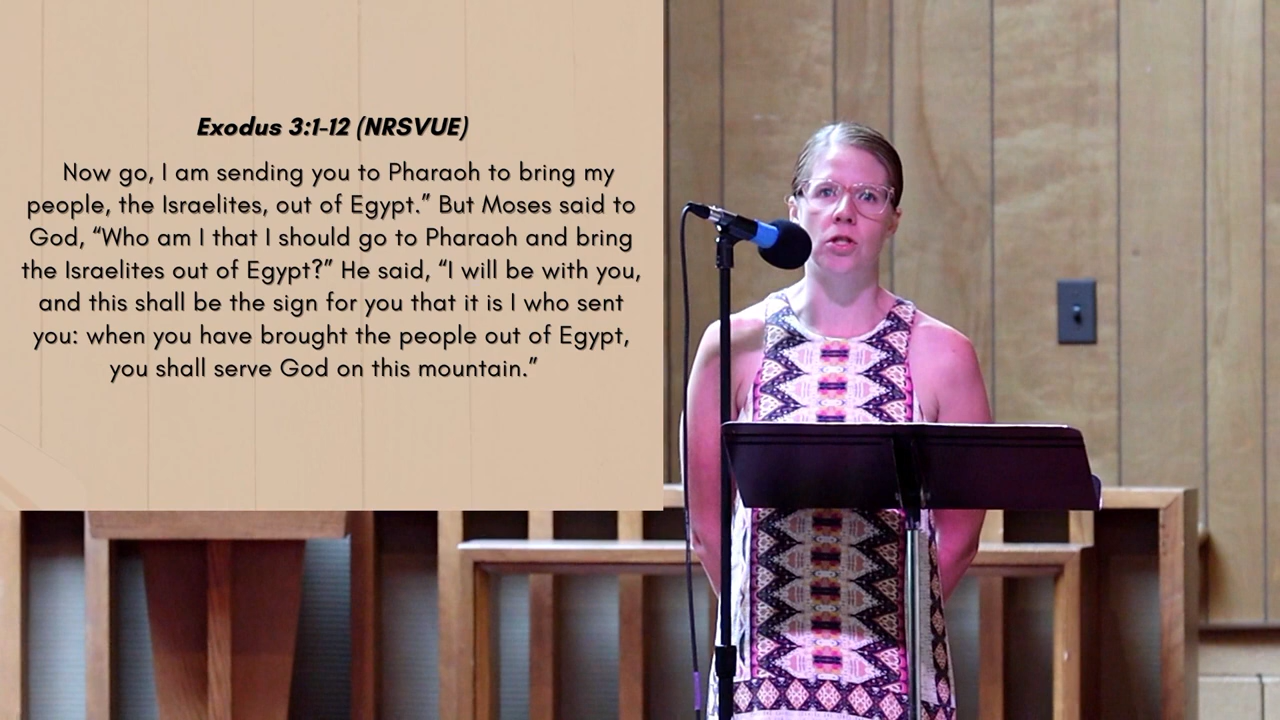 Exodus 3:1-12 (NRSVUE)
Now go, I am sending you to Pharaoh to bring my
people, the Israelites, out of Egypt.” But Moses said to
God, “Who am I that I should go to Pharaoh and bring
the Israelites out of Egypt?” He said, “I will be with you,
and this shall be the sign for you that it is I who sent
you: when you have brought the people out of Egypt,
you shall serve God on this mountain.”